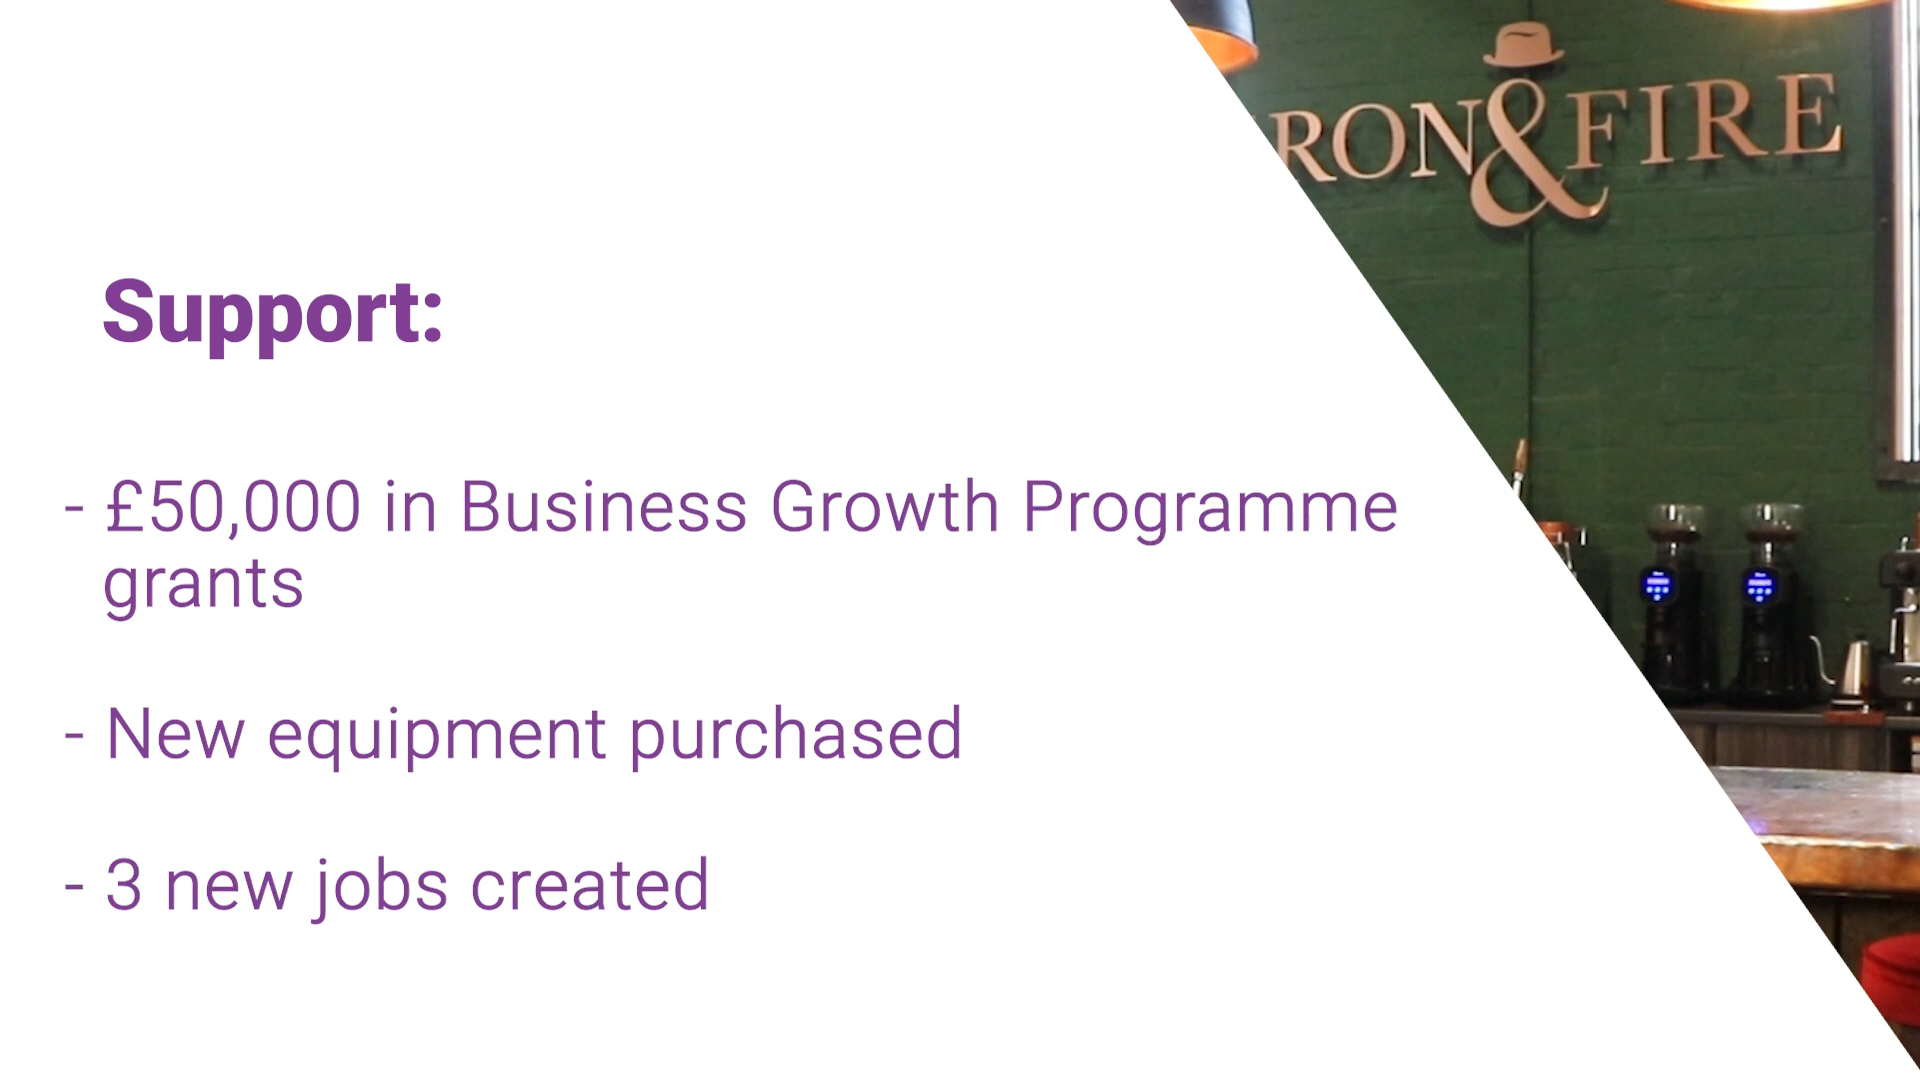 RON&FIRE
Support:
- £50,000 in Business Growth Programme
grants
- New equipment purchased
- 3 new jobs created